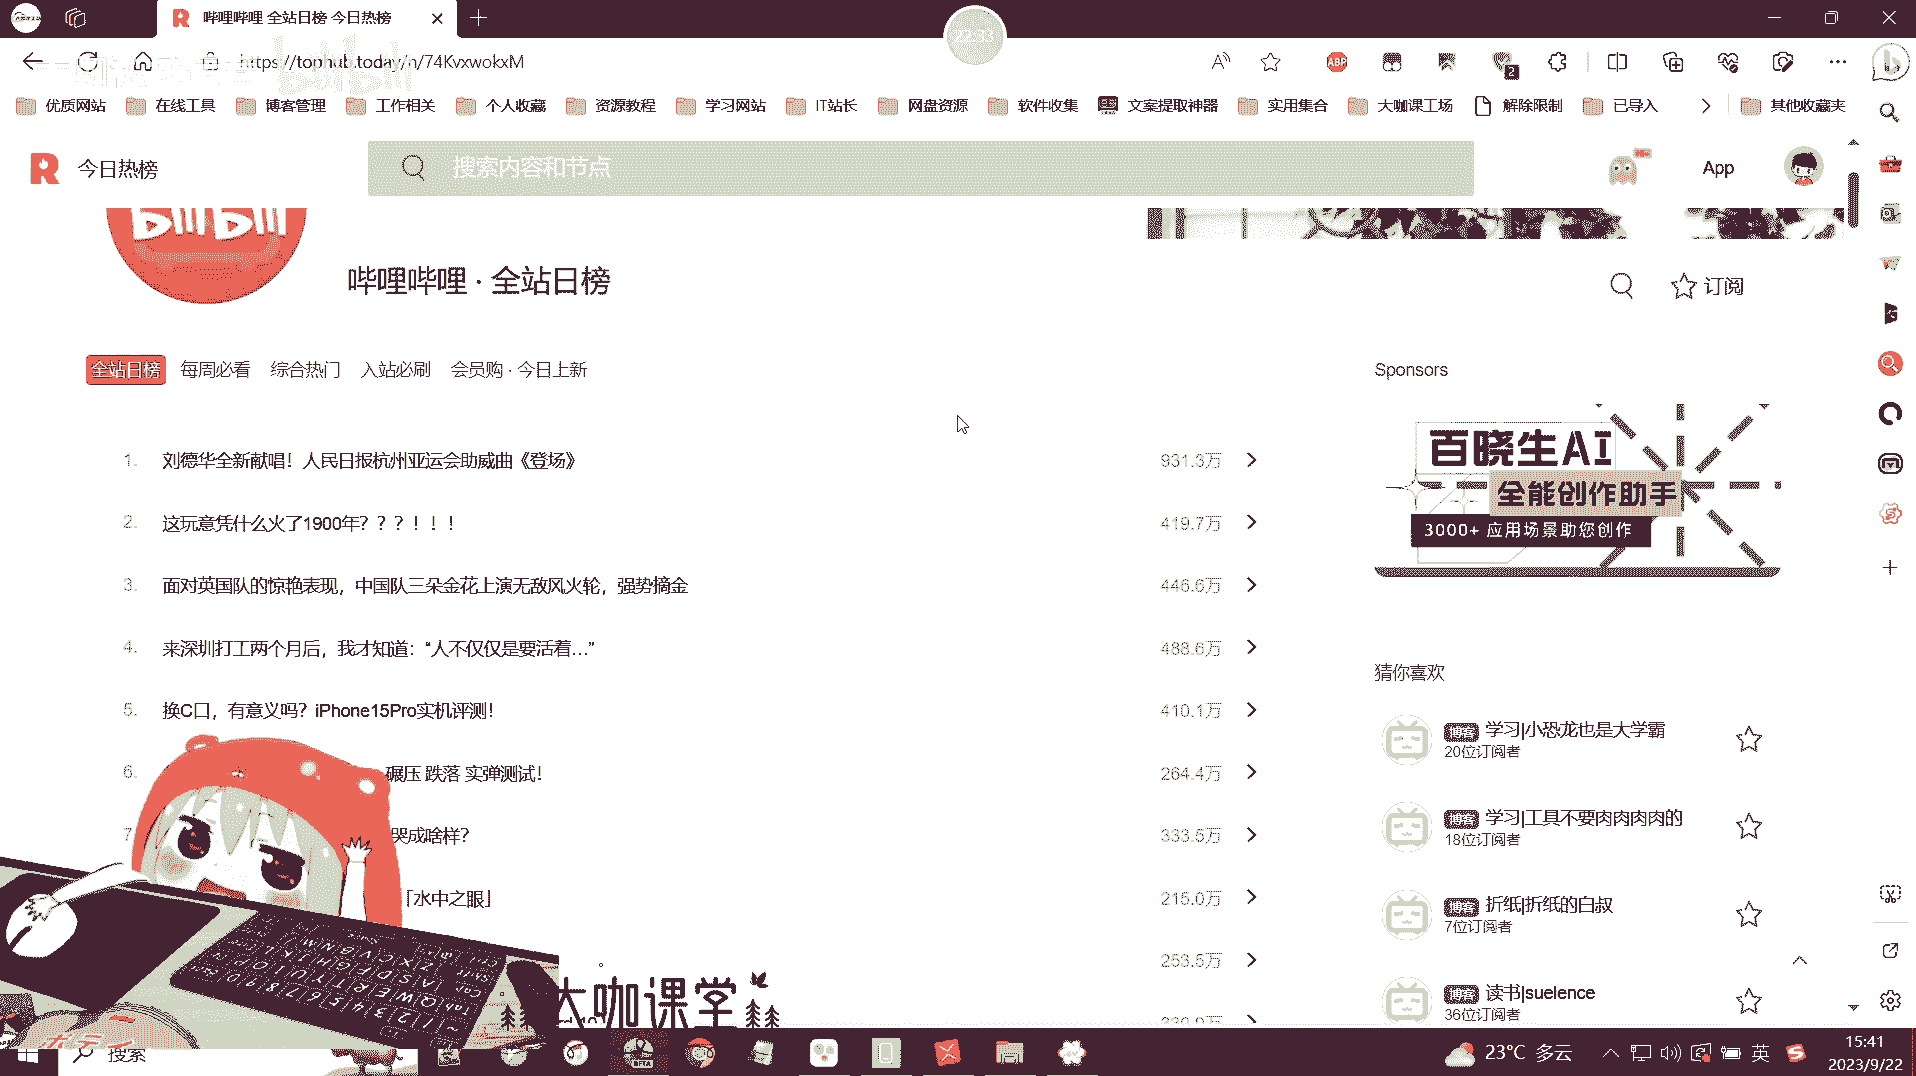 哔哩哔哩 全站日榜 今日热榜
22:33
https://tophub.today/n/74KvxwokxM
ABP
2
优质网站 在线工具 博客管理 工作相关 个人收藏 资源教程 学习网站 IT站长 网盘资源 软件收集 文案提取神器 实用集合 大咖课工场 解除限制 已导入 其他收藏夹
今日热榜
搜索内容和节点
App
bilibili
哔哩哔哩 · 全站日榜
订阅
全站日榜 每周必看 综合热门 入站必刷 会员购 · 今日上新
Sponsors
1. 刘德华全新献唱！人民日报杭州亚运会助威曲《登场》 931.3万
2. 这玩意凭什么火了1900年？？？！！！ 419.7万
3. 面对英国队的惊艳表现，中国队三朵金花上演无敌风火轮，强势摘金 446.6万
4. 来深圳打工两个月后，我才知道：“人不仅仅是要活着...” 488.6万
5. 换C口，有意义吗？iPhone15Pro实机评测！ 410.1万
6. 碾压 跌落 实弹测试！ 264.4万
7. 哭成啥样？ 333.5万
「水中之眼」 215.0万
253.5万
百晓生AI
全能创作助手
3000+ 应用场景助您创作
猜你喜欢
博客 学习|小恐龙也是大学霸
20位订阅者
博客 学习|工具不要肉肉肉肉的
18位订阅者
博客 折纸|折纸的白叔
7位订阅者
博客 读书|suelence
36位订阅者
大咖课学
搜索
23°C 多云
英
15:41
2023/9/22